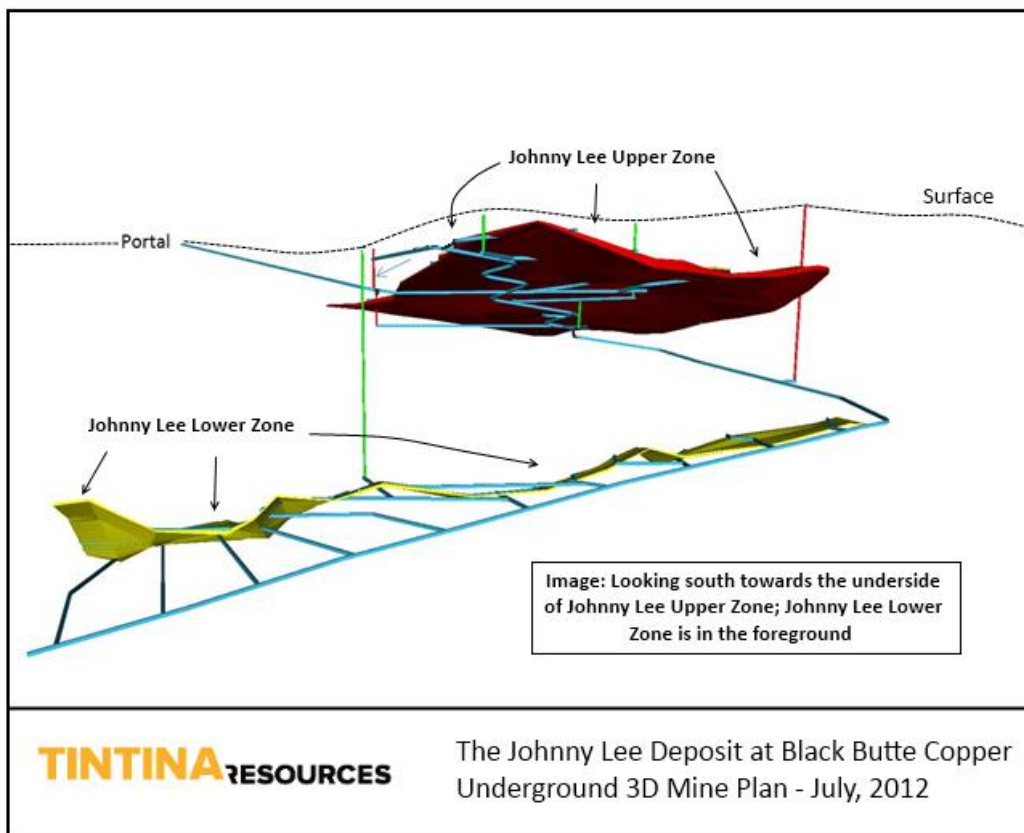 Johnny Lee Upper Zone
Surface
Portal
Johnny Lee Lower Zone
Image: Looking south towards the underside
of Johnny Lee Upper Zone; Johnny Lee Lower
Zone is in the foreground
TINTINA RESOURCES
The Johnny Lee Deposit at Black Butte Copper
Underground 3D Mine Plan - July, 2012